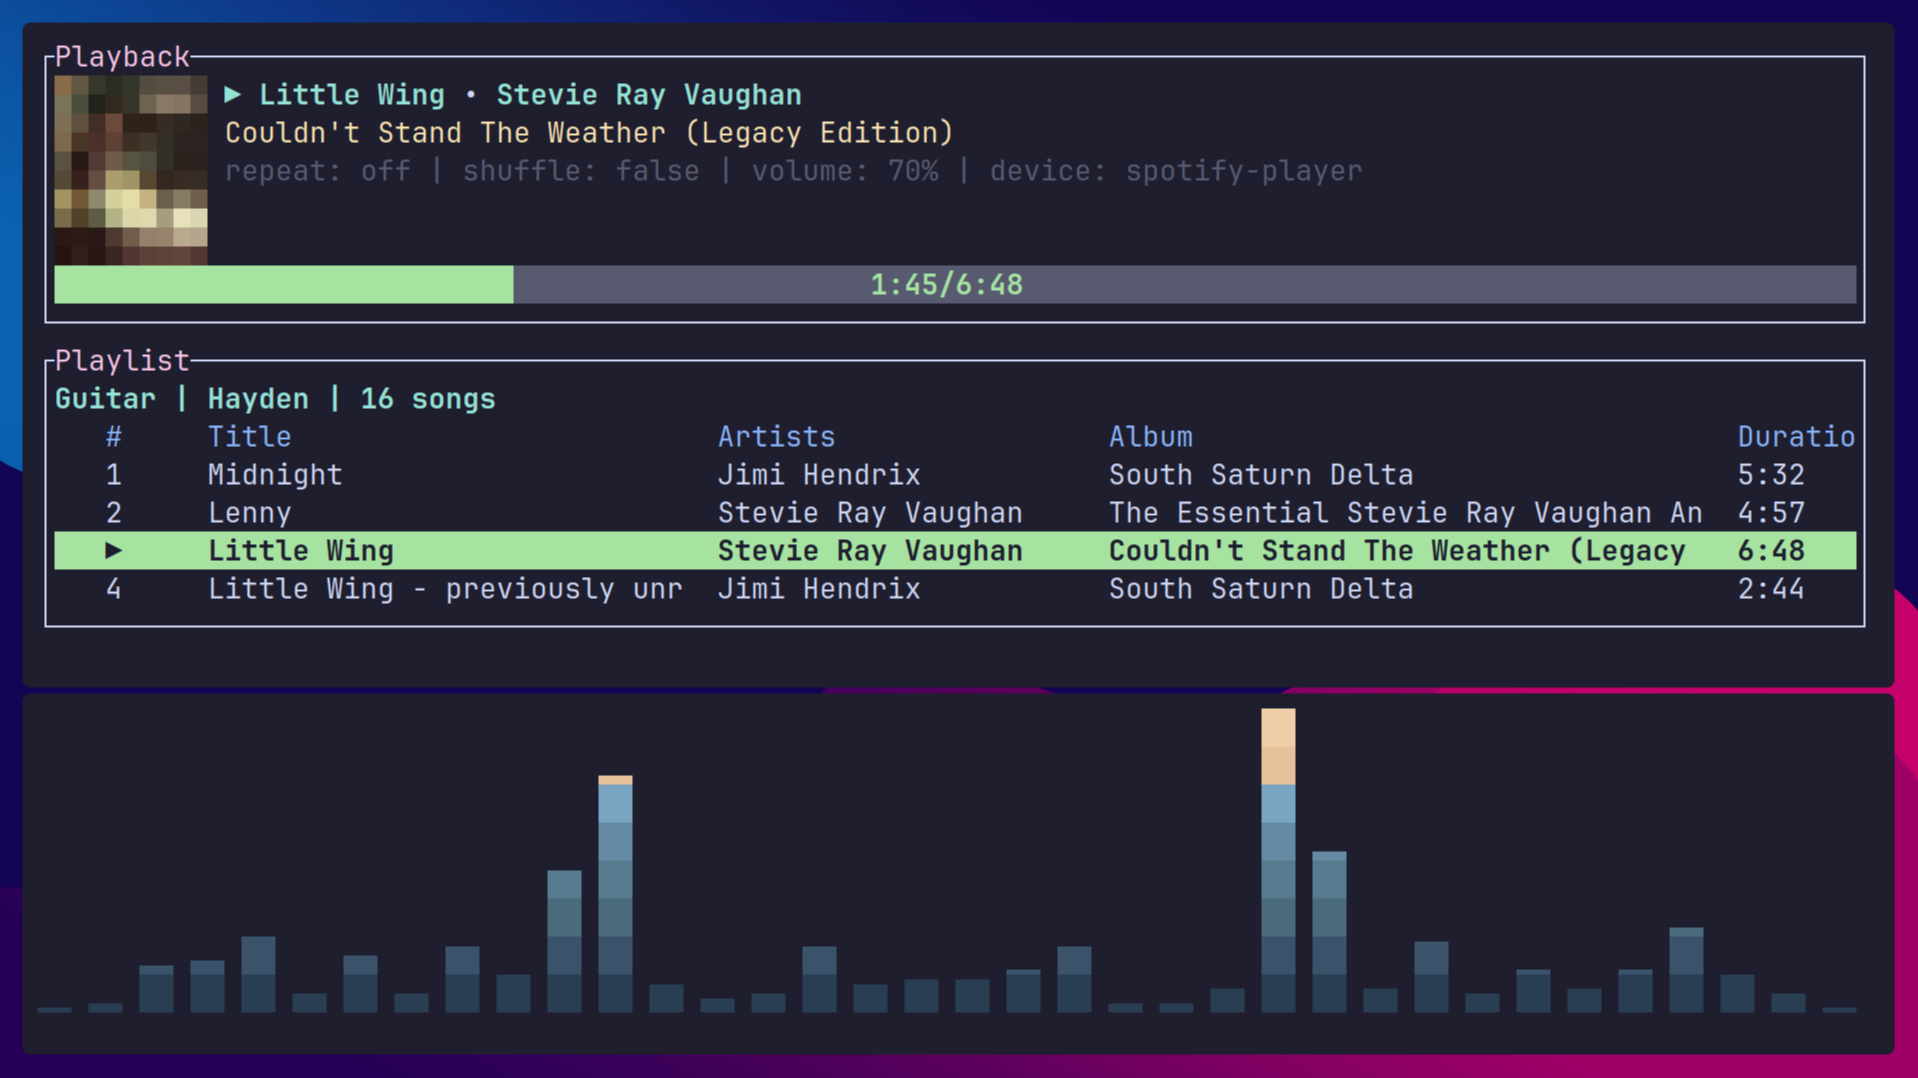 Playback
▶ Little Wing • Stevie Ray Vaughan
Couldn't Stand The Weather (Legacy Edition)
repeat: off | shuffle: false | volume: 70% | device: spotify-player
1:45/6:48
Playlist
Guitar | Hayden | 16 songs
# Title Artists Album Duratio
1 Midnight Jimi Hendrix South Saturn Delta 5:32
2 Lenny Stevie Ray Vaughan The Essential Stevie Ray Vaughan An 4:57
▶ Little Wing Stevie Ray Vaughan Couldn't Stand The Weather (Legacy 6:48
4 Little Wing - previously unr Jimi Hendrix South Saturn Delta 2:44